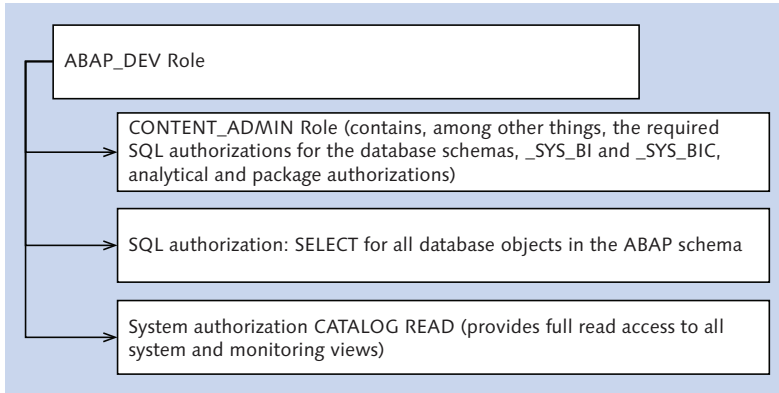 ABAP_DEV Role
CONTENT_ADMIN Role (contains, among other things, the required
SQL authorizations for the database schemas, _SYS_BI and _SYS_BIC,
analytical and package authorizations)
SQL authorization: SELECT for all database objects in the ABAP schema
System authorization CATALOG READ (provides full read access to all
system and monitoring views)